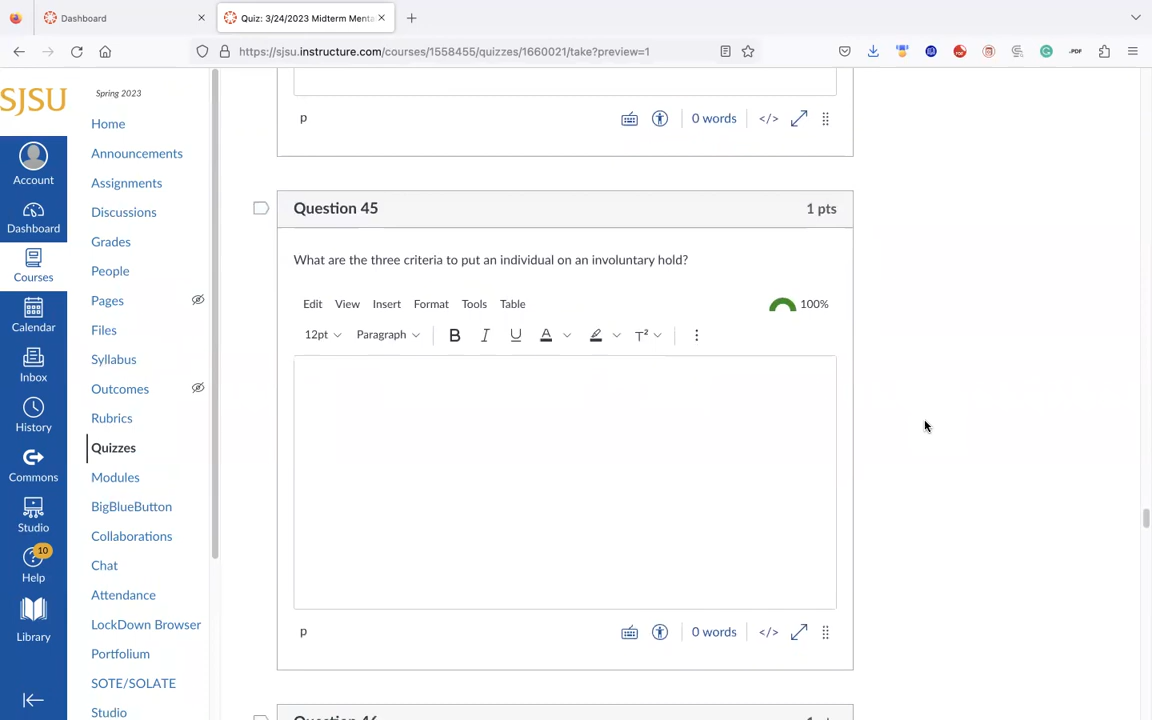 Dashboard
Quiz: 3/24/2023 Midterm Menta
https://sjsu.instructure.com/courses/1558455/quizzes/1660021/take?preview=1
.PDF
SJSU
Account
Dashboard
Courses
Calendar
Inbox
History
Commons
Studio
10
Help
Library
Spring 2023
Home
Announcements
Assignments
Discussions
Grades
People
Pages
Files
Syllabus
Outcomes
Rubrics
Quizzes
Modules
BigBlueButton
Collaborations
Chat
Attendance
LockDown Browser
Portfolium
SOTE/SOLATE
Studio
p
0 words
</>
Question 45
1 pts
What are the three criteria to put an individual on an involuntary hold?
Edit View Insert Format Tools Table
100%
12pt Paragraph B I U A T²
p
0 words
</>
Question 46